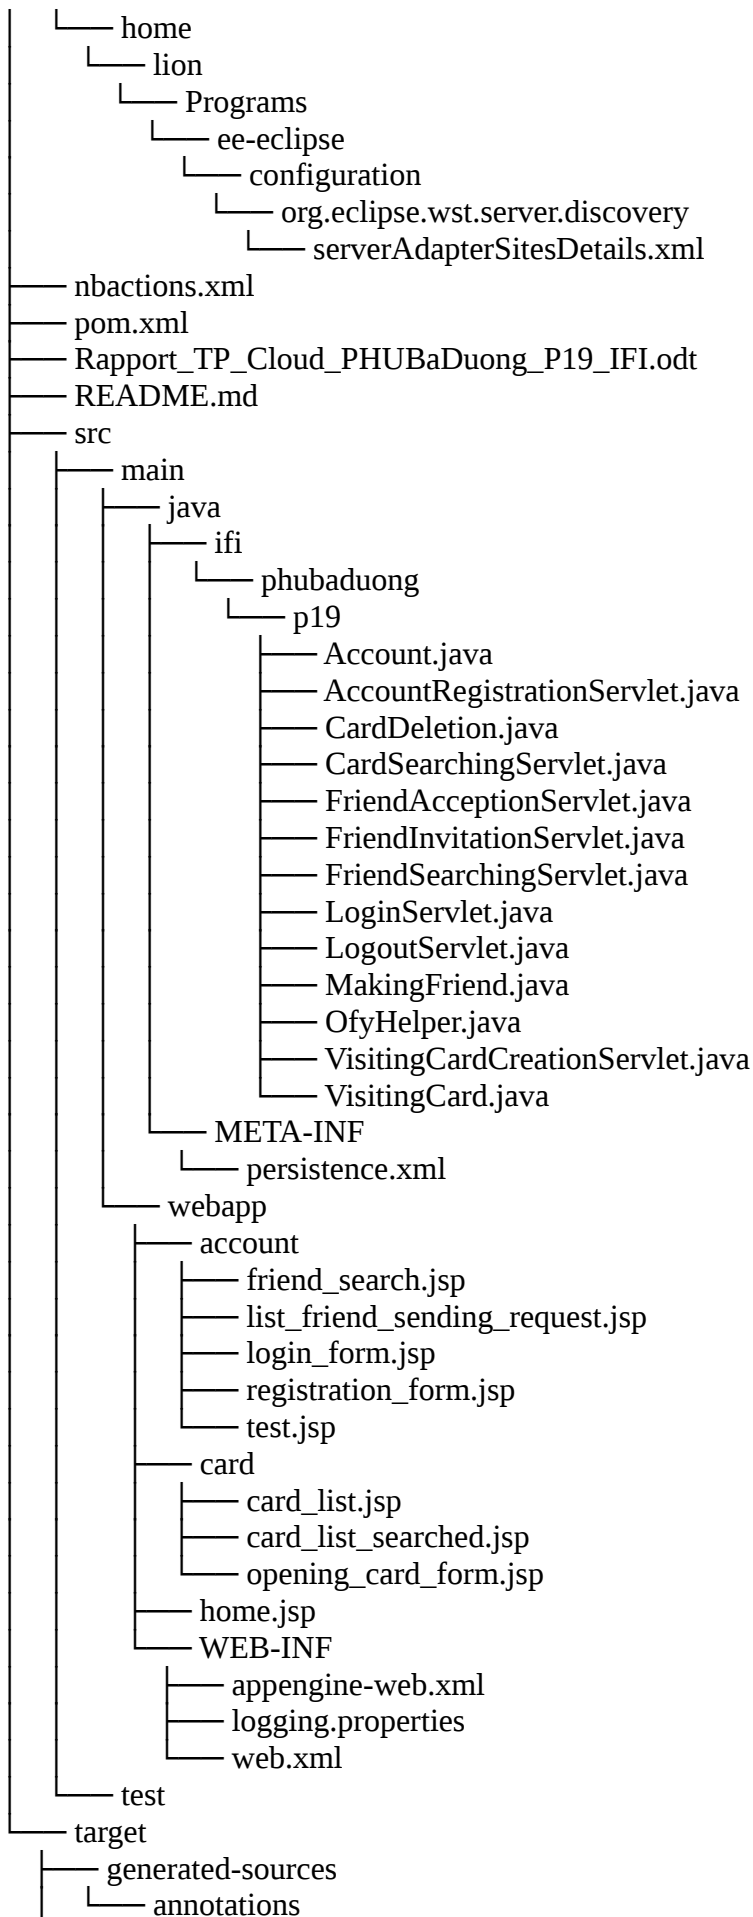 home
lion
Programs
ee-eclipse
configuration
org.eclipse.wst.server.discovery
serverAdapterSitesDetails.xml
nbactions.xml
pom.xml
Rapport_TP_Cloud_PHUBaDuong_P19_IFI.odt
README.md
src
main
java
ifi
phubaduong
p19
Account.java
AccountRegistrationServlet.java
CardDeletion.java
CardSearchingServlet.java
FriendAcceptionServlet.java
FriendInvitationServlet.java
FriendSearchingServlet.java
LoginServlet.java
LogoutServlet.java
MakingFriend.java
OfyHelper.java
VisitingCardCreationServlet.java
VisitingCard.java
META-INF
persistence.xml
webapp
account
friend_search.jsp
list_friend_sending_request.jsp
login_form.jsp
registration_form.jsp
test.jsp
card
card_list.jsp
card_list_searched.jsp
opening_card_form.jsp
home.jsp
WEB-INF
appengine-web.xml
logging.properties
web.xml
test
target
generated-sources
annotations